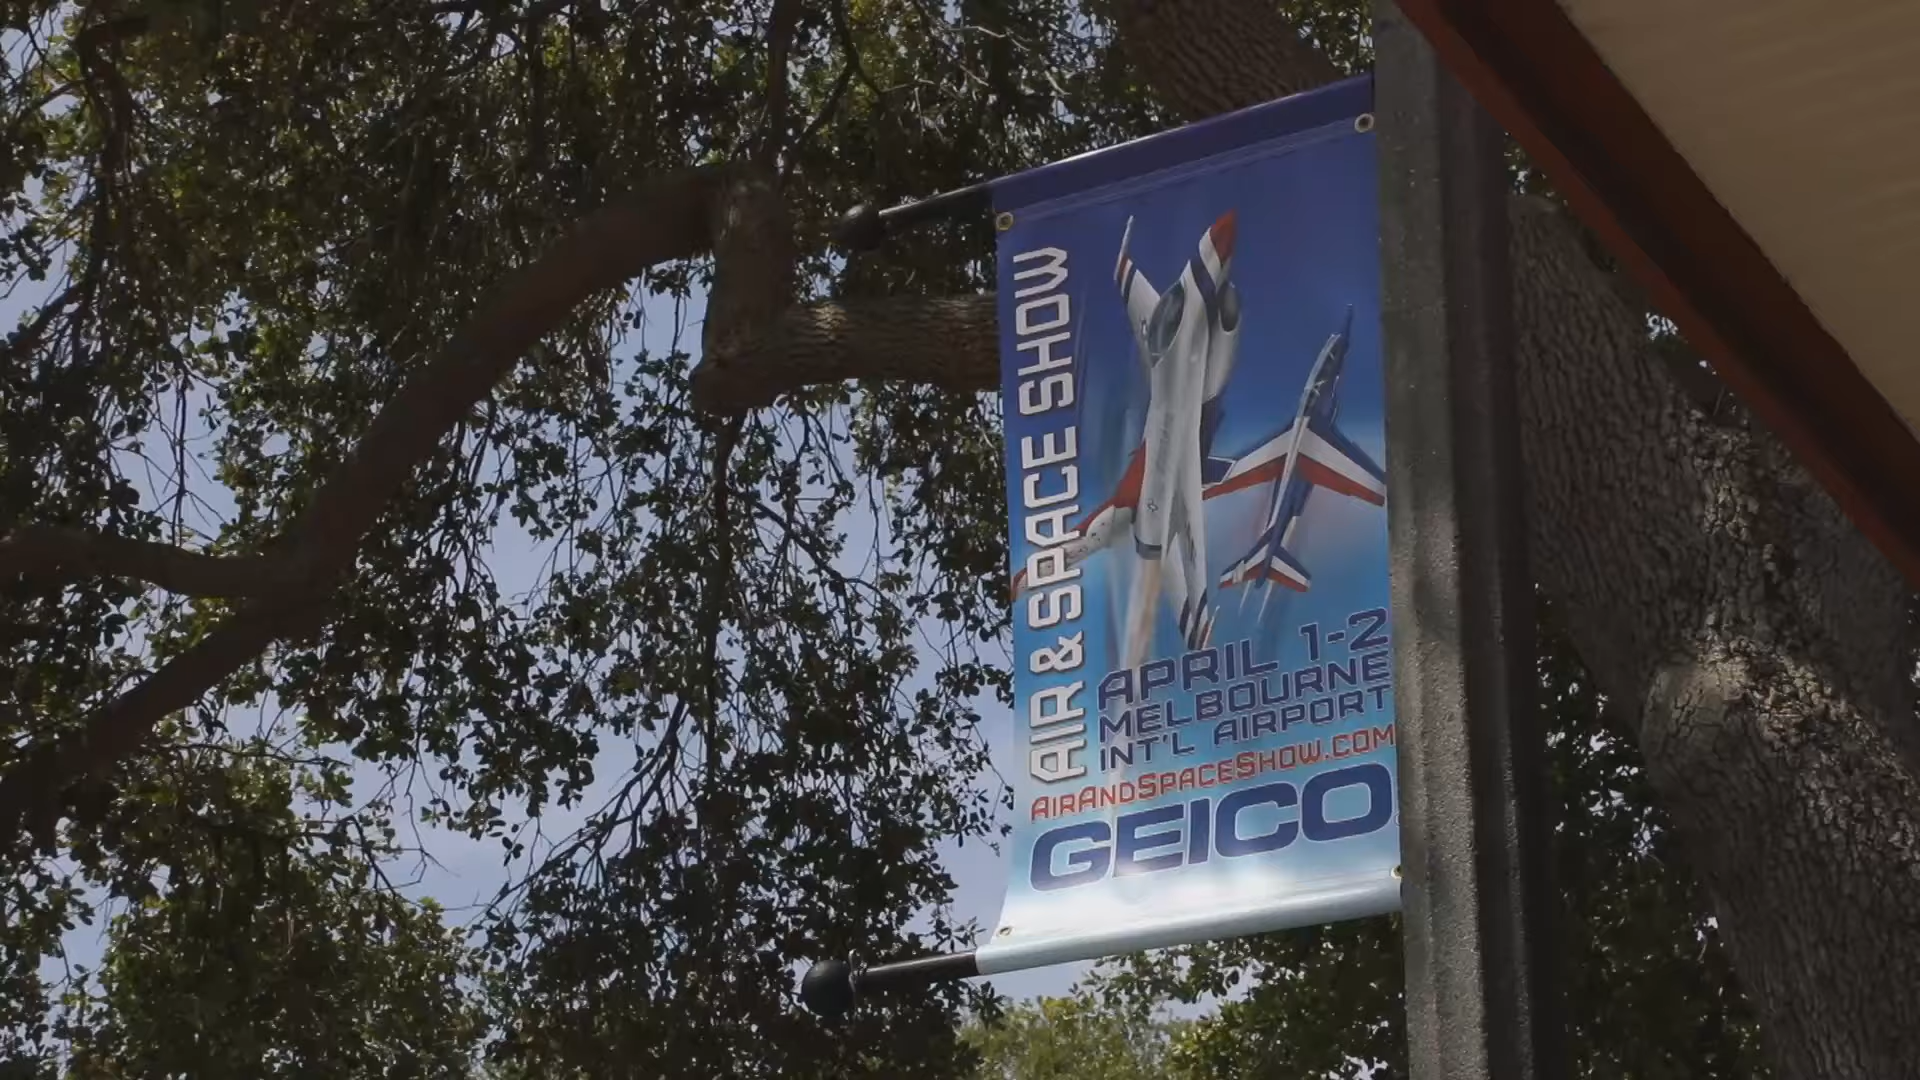 AIR & SPACE SHOW
APRIL 1-2
MELBOURNE
INT'L AIRPORT
AIRANDSPACESHOW.COM
GEICO